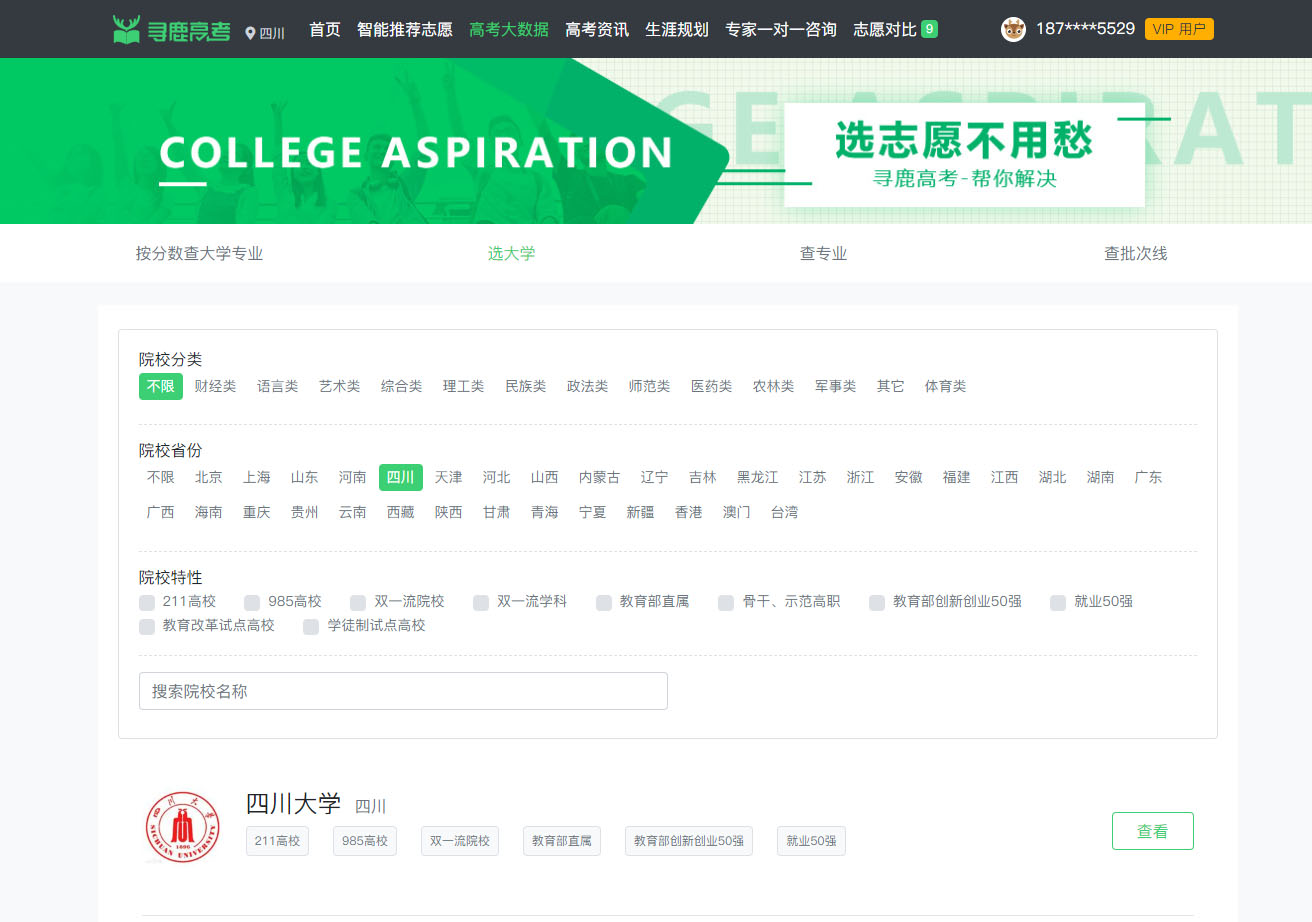 寻鹿高考 四川 首页 智能推荐志愿 高考大数据 高考资讯 生涯规划 专家一对一咨询 志愿对比 9 187****5529 VIP 用户
GE ASPIRAT
COLLEGE ASPIRATION
选志愿不用愁
寻鹿高考-帮你解决
按分数查大学专业 选大学 查专业 查批次线
院校分类
不限 财经类 语言类 艺术类 综合类 理工类 民族类 政法类 师范类 医药类 农林类 军事类 其它 体育类
院校省份
不限 北京 上海 山东 河南 四川 天津 河北 山西 内蒙古 辽宁 吉林 黑龙江 江苏 浙江 安徽 福建 江西 湖北 湖南 广东
广西 海南 重庆 贵州 云南 西藏 陕西 甘肃 青海 宁夏 新疆 香港 澳门 台湾
院校特性
211高校 985高校 双一流院校 双一流学科 教育部直属 骨干、示范高职 教育部创新创业50强 就业50强
教育改革试点高校 学徒制试点高校
搜索院校名称
四川大学
SICHUAN UNIVERSITY
1896
四川大学 四川
211高校 985高校 双一流院校 教育部直属 教育部创新创业50强 就业50强
查看